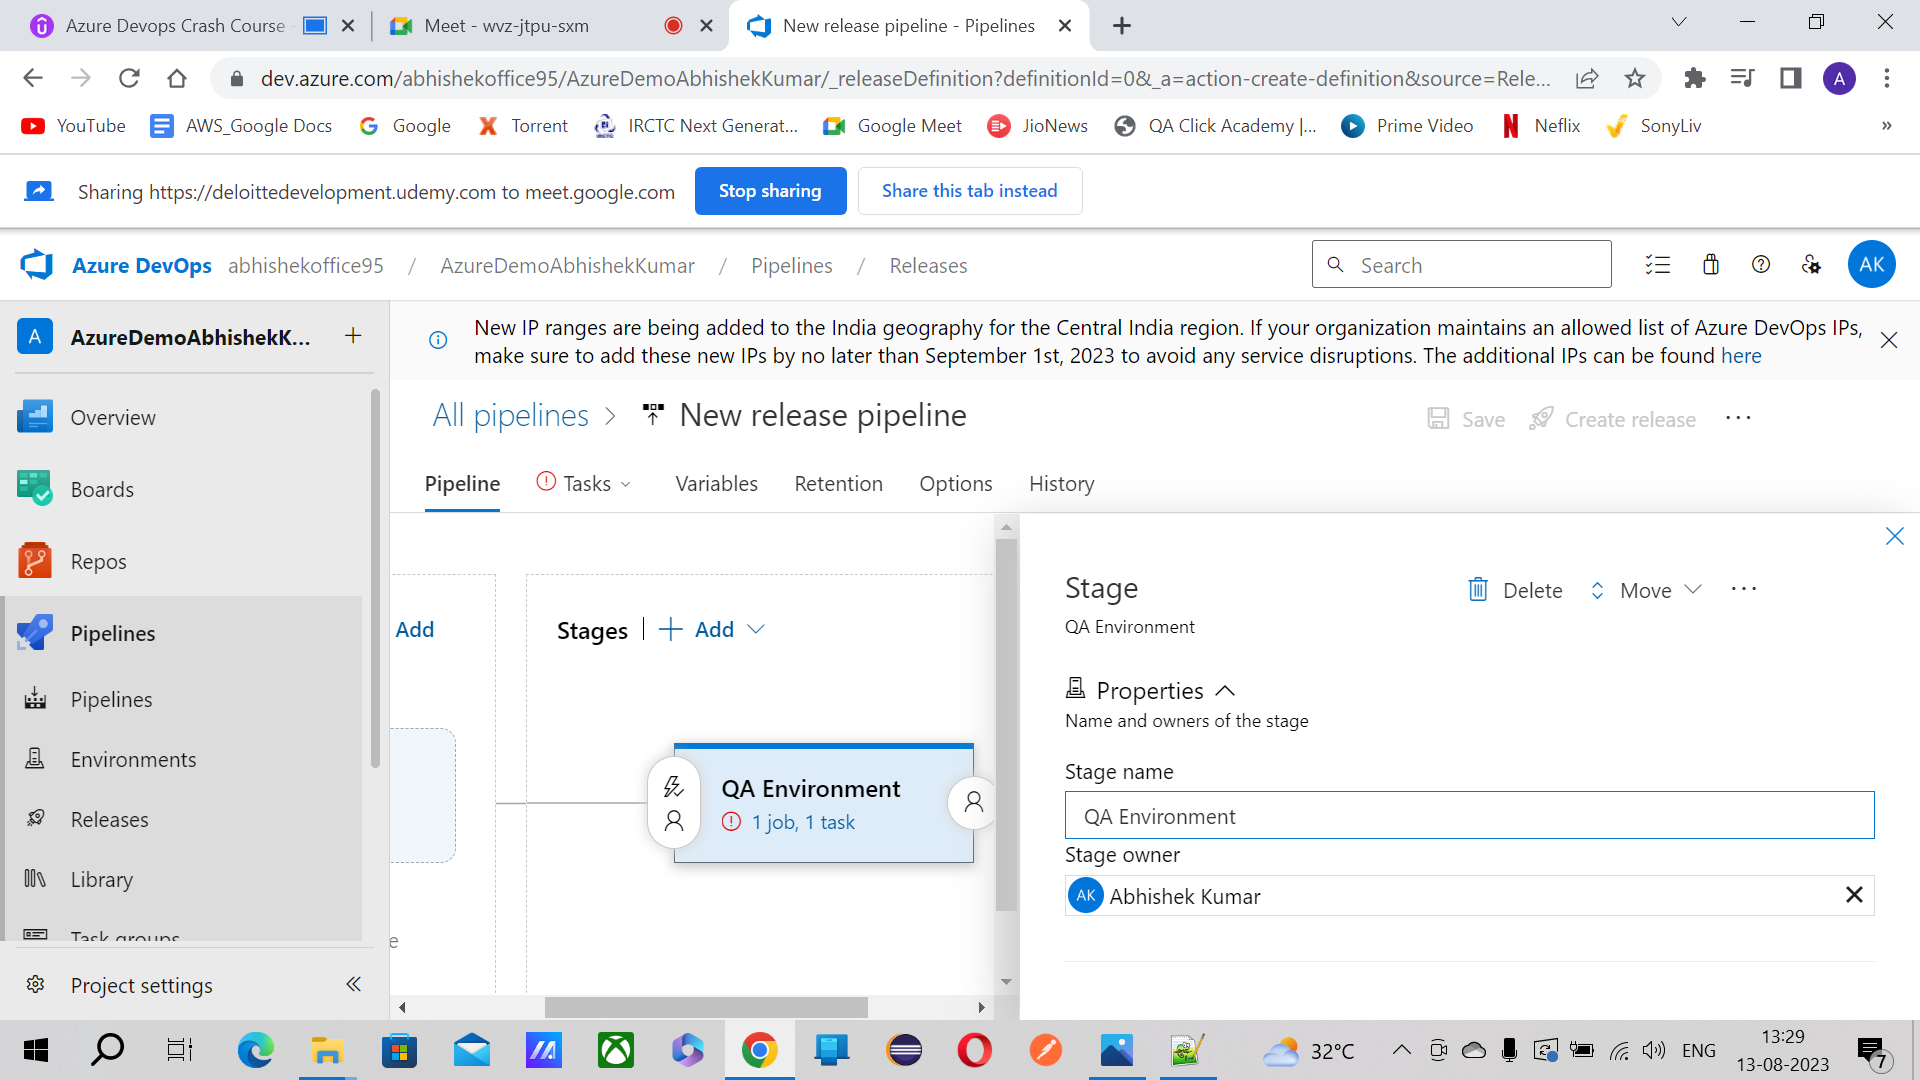 Azure Devops Crash Course
Meet - wvz-jtpu-sxm
New release pipeline - Pipelines
dev.azure.com/abhishekoffice95/AzureDemoAbhishekKumar/_releaseDefinition?definitionId=0&_a=action-create-definition&source=Rele...
A
YouTube
AWS_Google Docs
Google
Torrent
IRCTC Next Generat...
Google Meet
JioNews
QA Click Academy |...
Prime Video
Neflix
SonyLiv
»
Sharing https://deloittedevelopment.udemy.com to meet.google.com
Stop sharing
Share this tab instead
Azure DevOps
abhishekoffice95 / AzureDemoAbhishekKumar / Pipelines / Releases
Search
AK
A
AzureDemoAbhishekK...
New IP ranges are being added to the India geography for the Central India region. If your organization maintains an allowed list of Azure DevOps IPs,
make sure to add these new IPs by no later than September 1st, 2023 to avoid any service disruptions. The additional IPs can be found here
Overview
Boards
Repos
Pipelines
Pipelines
Environments
Releases
Library
Task groups
Project settings
All pipelines > New release pipeline
Save
Create release
Pipeline
Tasks
Variables
Retention
Options
History
Add
Stages | + Add
QA Environment
1 job, 1 task
e
Stage
Delete
Move
QA Environment
Properties
Name and owners of the stage
Stage name
QA Environment
Stage owner
AK Abhishek Kumar
32°C
ENG
13:29
13-08-2023
7